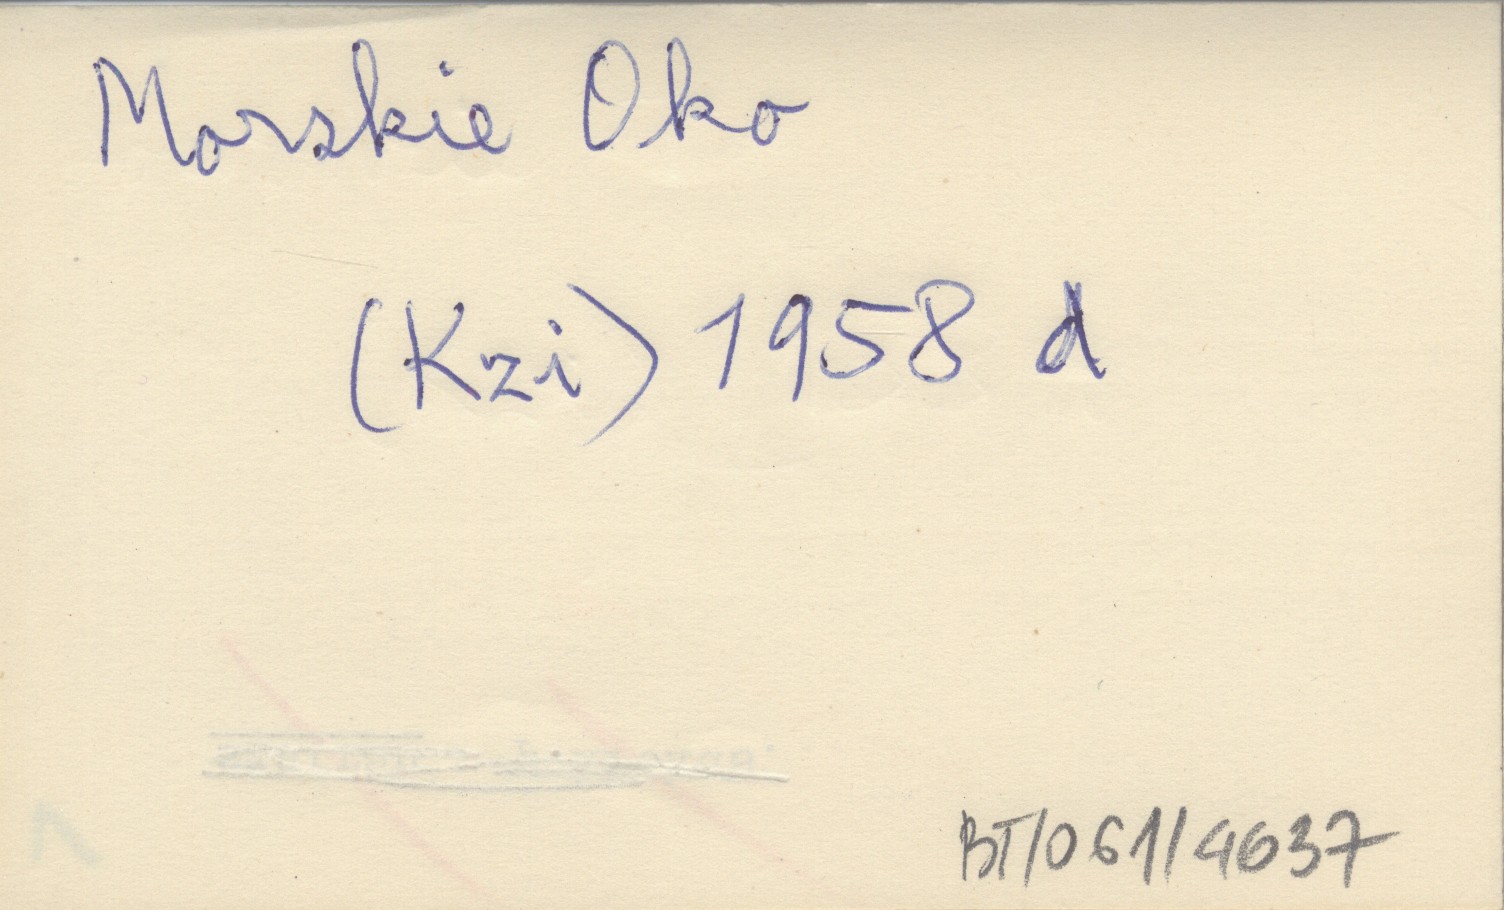 Morskie Oko
(Kzi) 1958 d
BT/061/4637